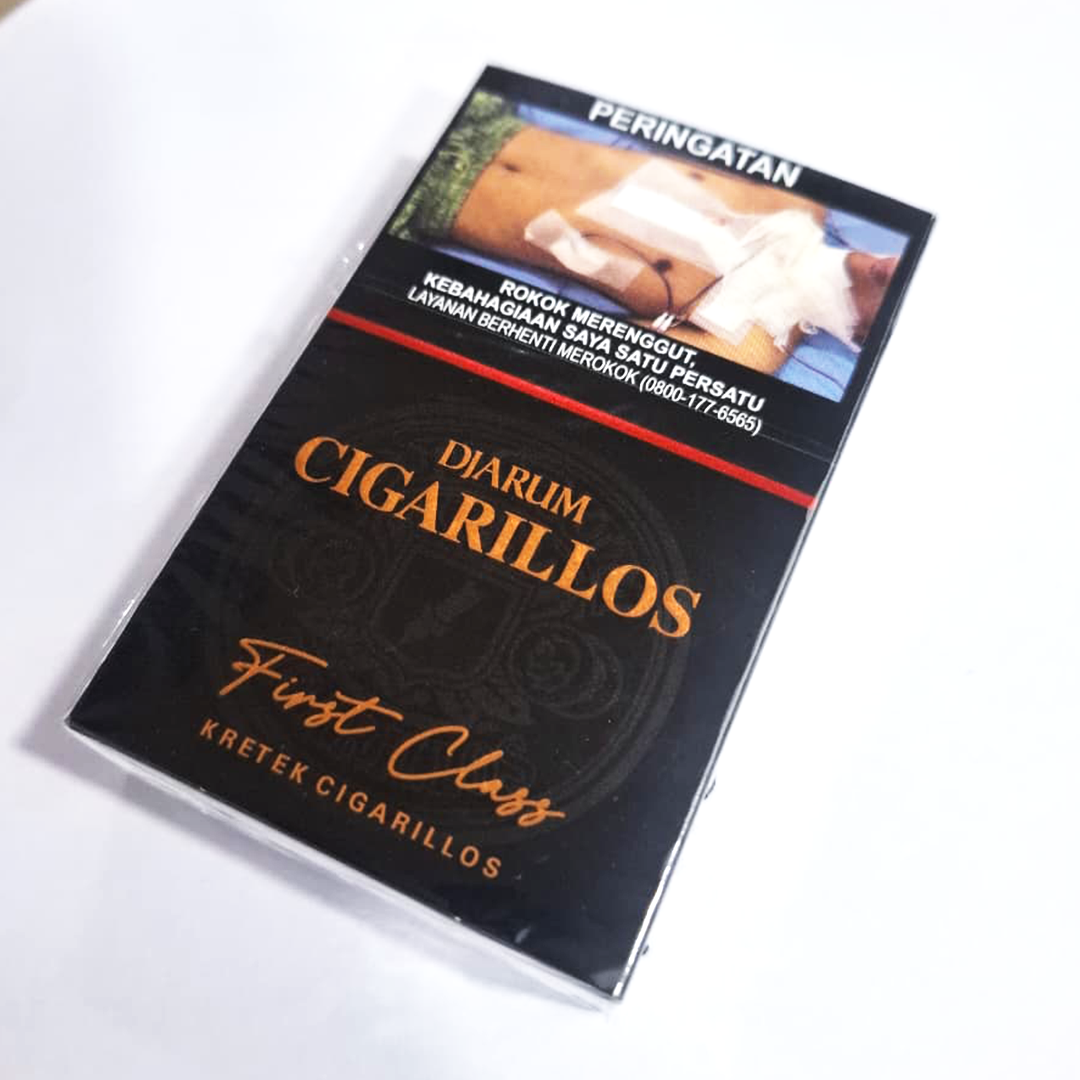 PERINGATAN
ROKOK MERENGGUT,
KEBAHAGIAAN SAYA SATU PERSATU
LAYANAN BERHENTI MEROKOK (0800-177-6565)
DJARUM
CIGARILLOS
First Class
KRETEK CIGARILLOS